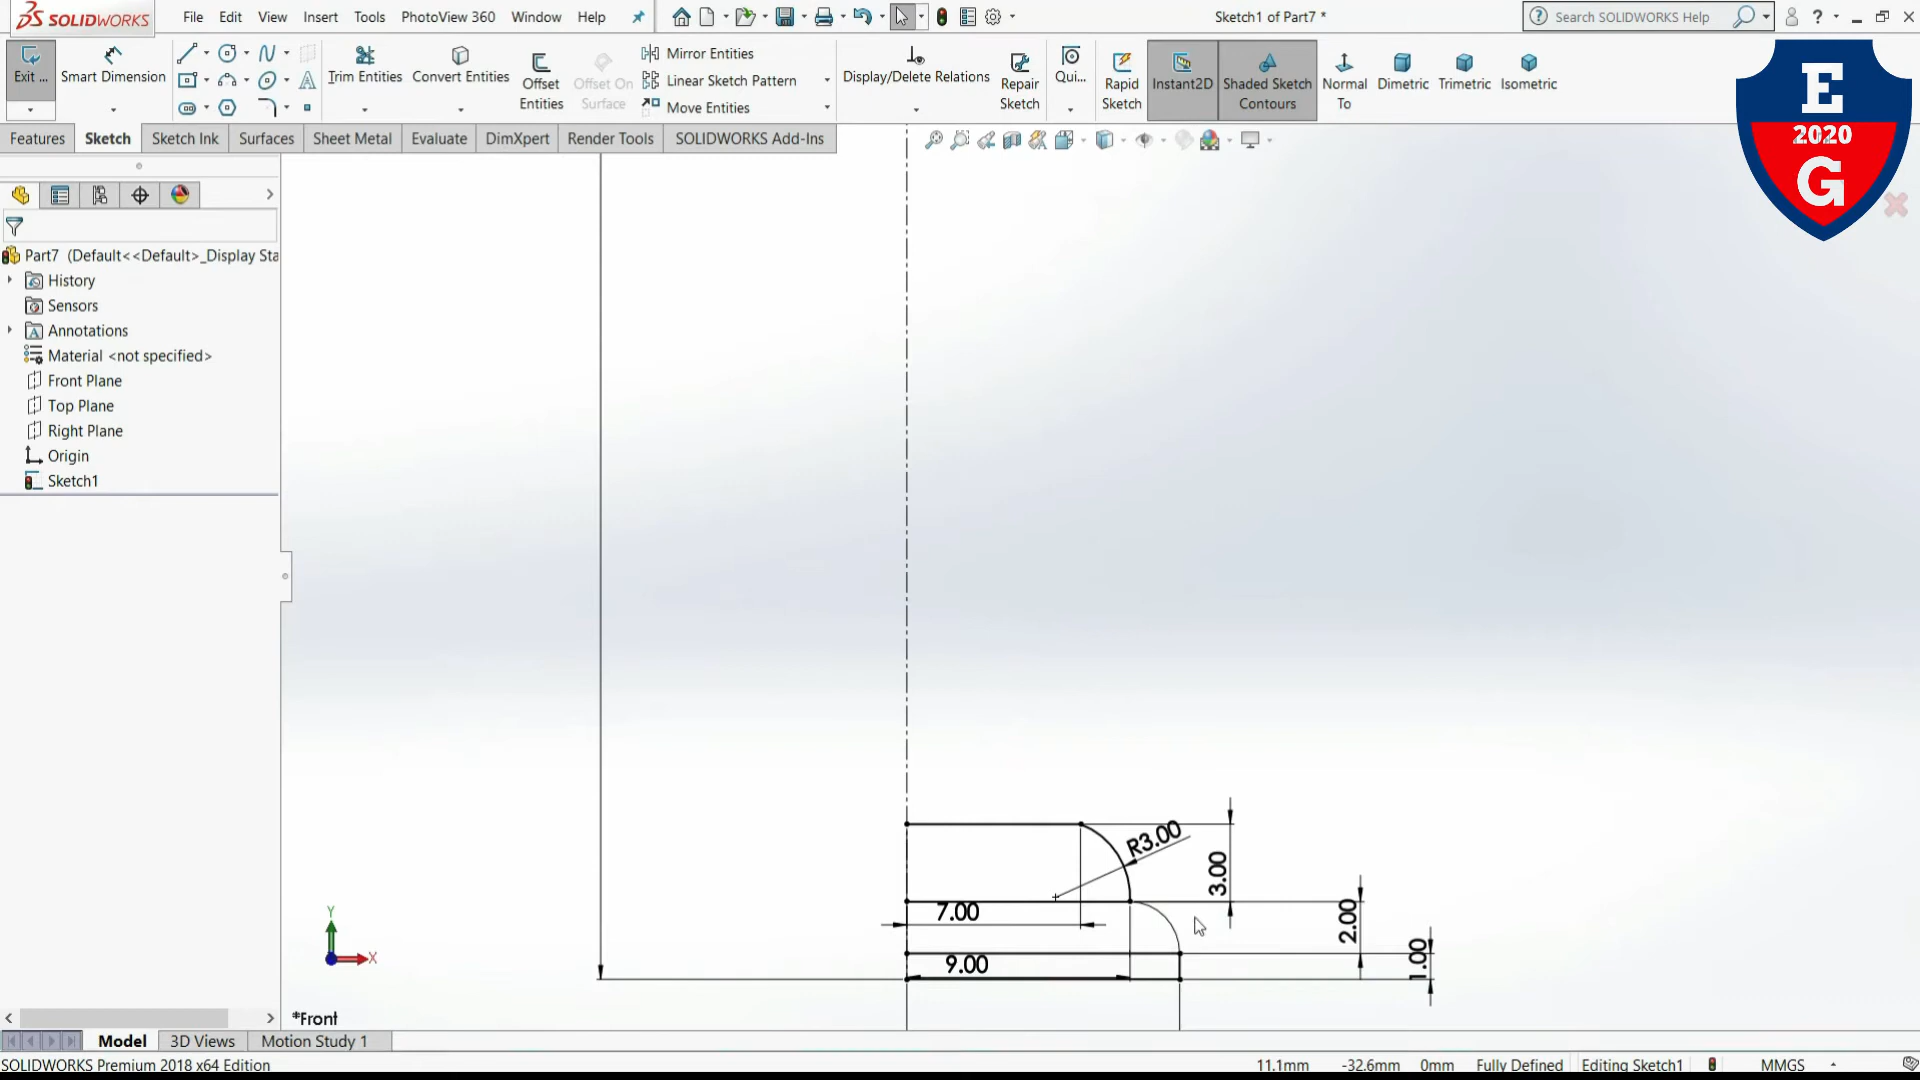 SOLIDWORKS
File Edit View Insert Tools PhotoView 360 Window Help
Sketch1 of Part7 *
Search SOLIDWORKS Help
Exit ...
Smart Dimension
Trim Entities
Convert Entities
Offset Entities
Offset On Surface
Mirror Entities
Linear Sketch Pattern
Move Entities
Display/Delete Relations
Repair Sketch
Qui...
Rapid Sketch
Instant2D
Shaded Sketch Contours
Normal To
Dimetric
Trimetric
Isometric
E
2020
G
Features Sketch Sketch Ink Surfaces Sheet Metal Evaluate DimXpert Render Tools SOLIDWORKS Add-Ins
Part7 (Default<<Default>_Display Sta
History
Sensors
Annotations
Material <not specified>
Front Plane
Top Plane
Right Plane
Origin
Sketch1
R3.00
3.00
7.00
2.00
9.00
1.00
Y
X
*Front
Model 3D Views Motion Study 1
SOLIDWORKS Premium 2018 x64 Edition
11.1mm -32.6mm 0mm Fully Defined Editing Sketch1 MMGS